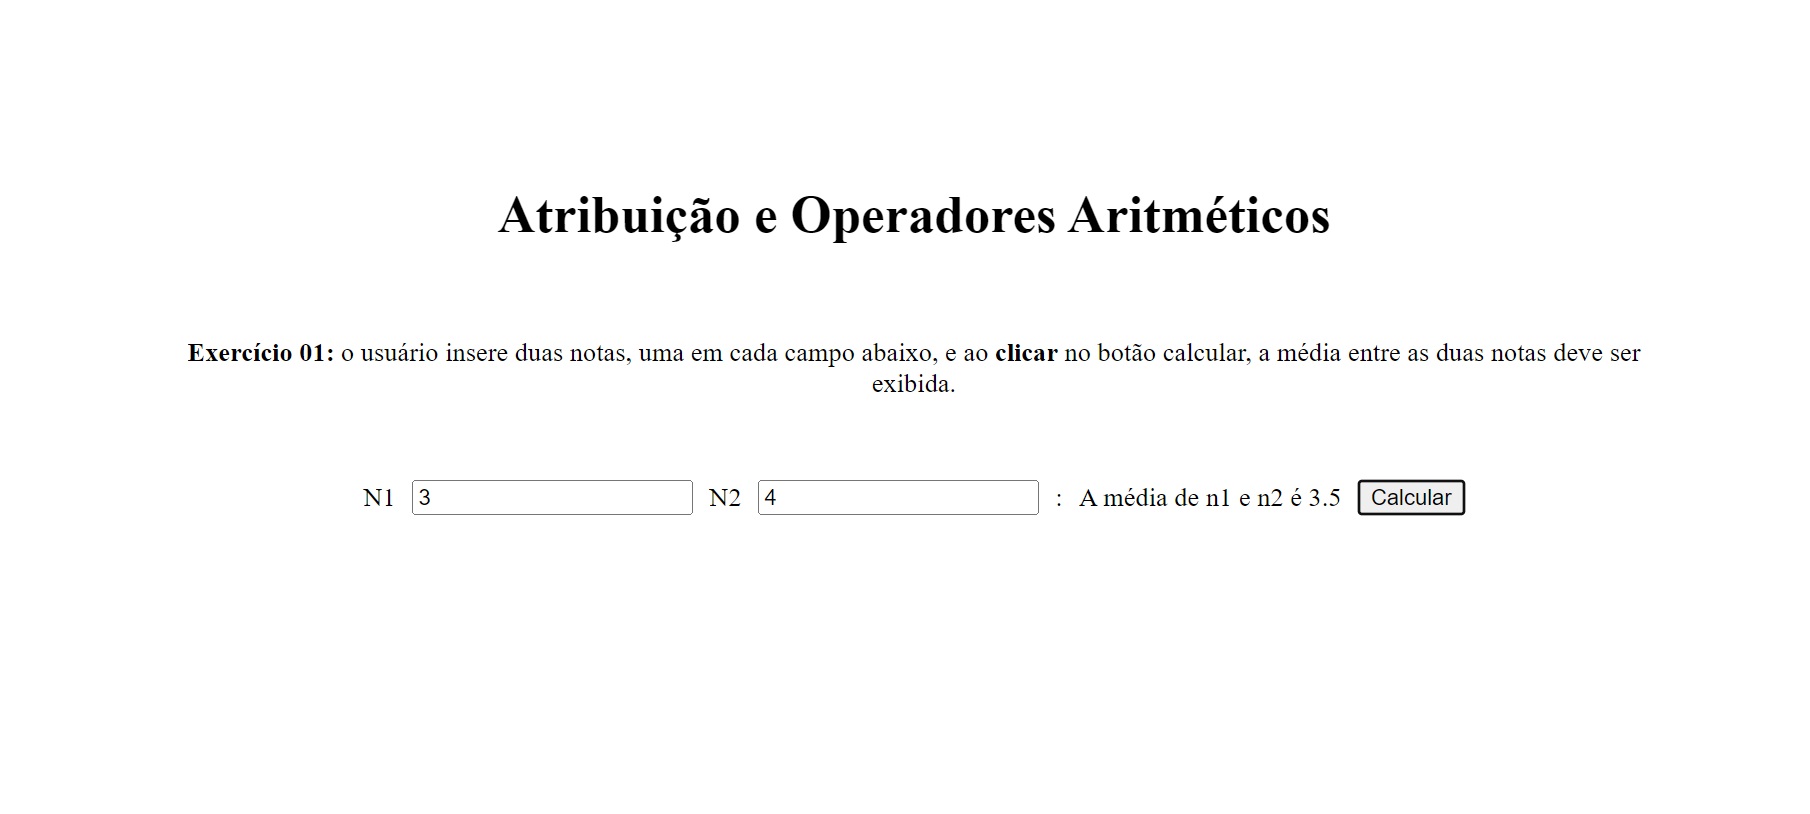 Atribuição e Operadores Aritméticos
Exercício 01: o usuário insere duas notas, uma em cada campo abaixo, e ao clicar no botão calcular, a média entre as duas notas deve ser
exibida.
N1 3 N2 4 : A média de n1 e n2 é 3.5 Calcular